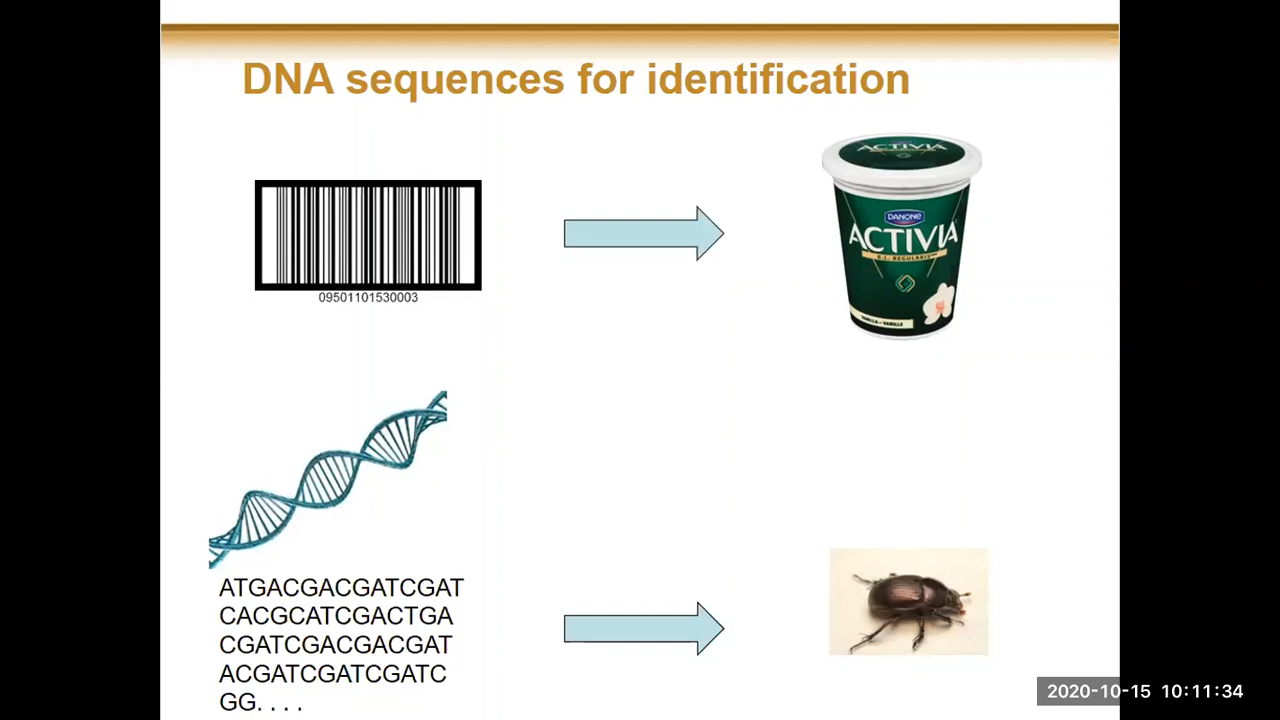 DNA sequences for identification
09501101530003
ACTIVIA
DANONE
ACTIVIA
B.L. REGULARIS
VANILLA - VANILLE
ATGACGACGATCGAT
CACGCATCGACTGA
CGATCGACGACGAT
ACGATCGATCGATC
GG. . . .
2020-10-15 10:11:34